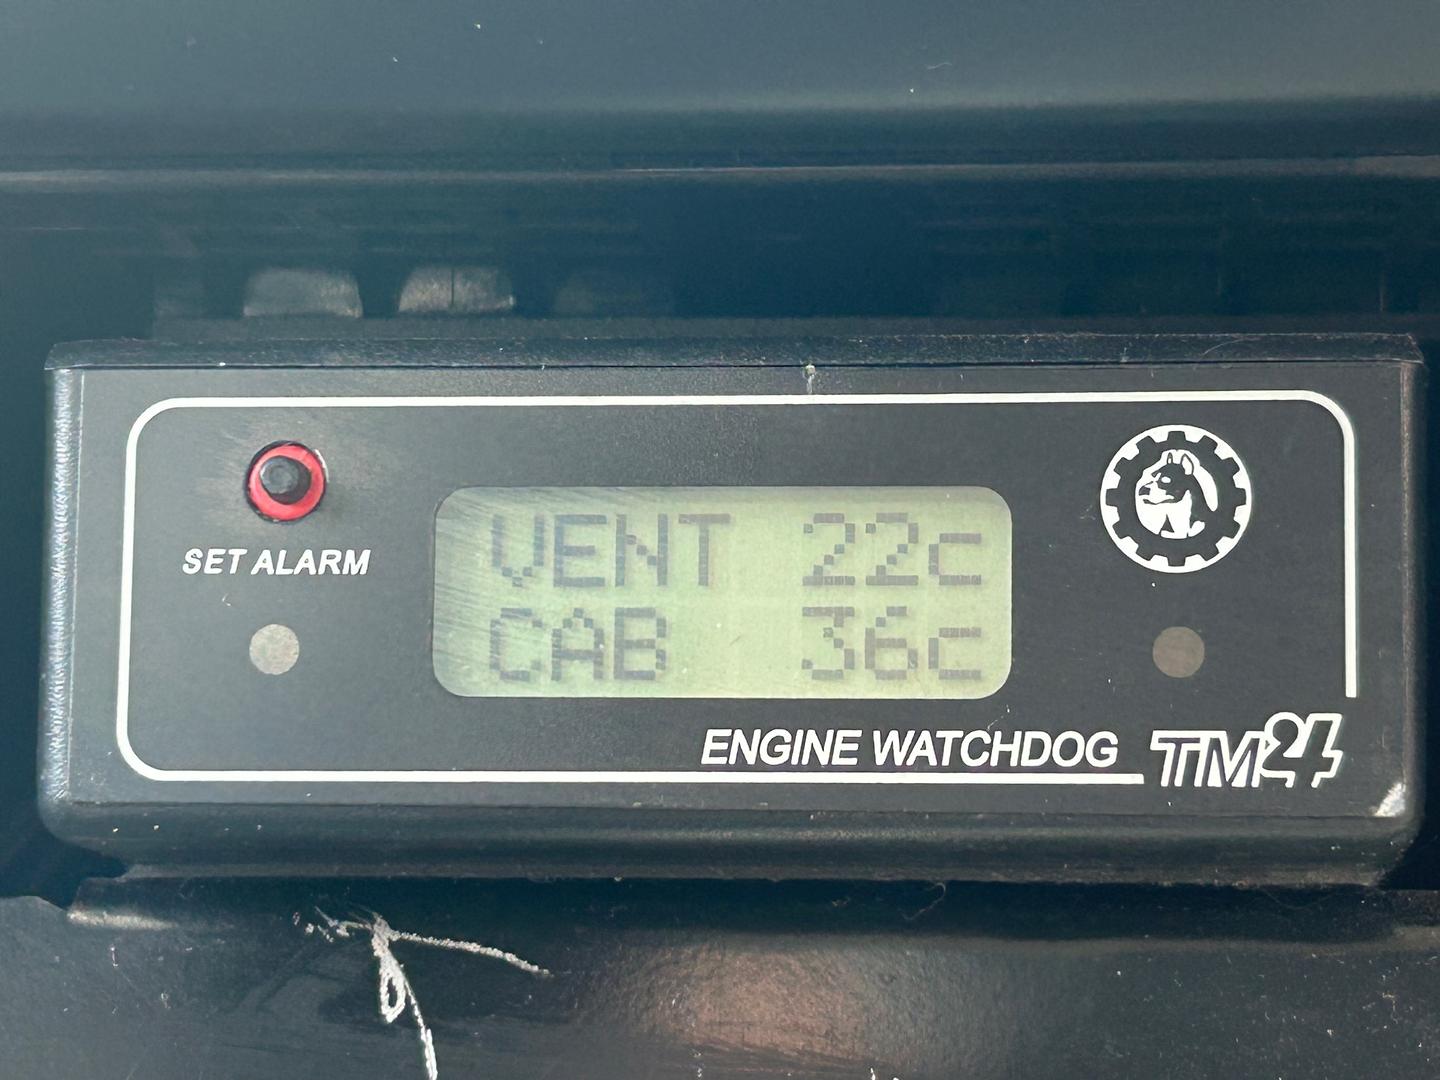 SET ALARM
VENT 22c
CAB 36c
ENGINE WATCHDOG TM24